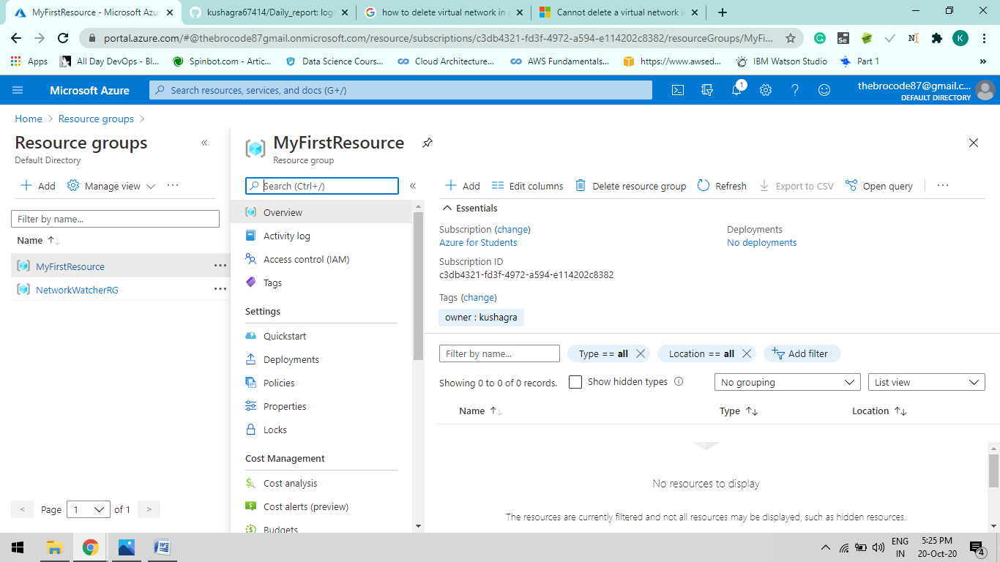 MyFirstResource - Microsoft Azu
kushagra67414/Daily_report: log
how to delete virtual network in
Cannot delete a virtual network i
portal.azure.com/#@thebrocode87gmail.onmicrosoft.com/resource/subscriptions/c3db4321-fd3f-4972-a594-e114202c8382/resourceGroups/MyFi...
K
Apps
All Day DevOps - Bl...
Spinbot.com - Artic...
Data Science Cours...
Cloud Architecture...
AWS Fundamentals...
https://www.awsed...
IBM Watson Studio
Part 1
»
Microsoft Azure
Search resources, services, and docs (G+/)
1
thebrocode87@gmail.c...
DEFAULT DIRECTORY
Home > Resource groups >
Resource groups
«
Default Directory
+ Add
Manage view
...
Filter by name...
Name
MyFirstResource ...
NetworkWatcherRG ...
< Page 1 of 1 >
MyFirstResource
Resource group
Search (Ctrl+/)
«
Overview
Activity log
Access control (IAM)
Tags
Settings
Quickstart
Deployments
Policies
Properties
Locks
Cost Management
Cost analysis
Cost alerts (preview)
Budgets
+ Add
Edit columns
Delete resource group
Refresh
Export to CSV
Open query
...
Essentials
Subscription (change)
Azure for Students
Subscription ID
c3db4321-fd3f-4972-a594-e114202c8382
Tags (change)
owner : kushagra
Deployments
No deployments
Filter by name...
Type == all
Location == all
Add filter
Showing 0 to 0 of 0 records.
Show hidden types
No grouping
List view
Name
Type
Location
No resources to display
The resources are currently filtered and not all resources may be displayed, such as hidden resources.
ENG
IN
5:25 PM
20-Oct-20
4